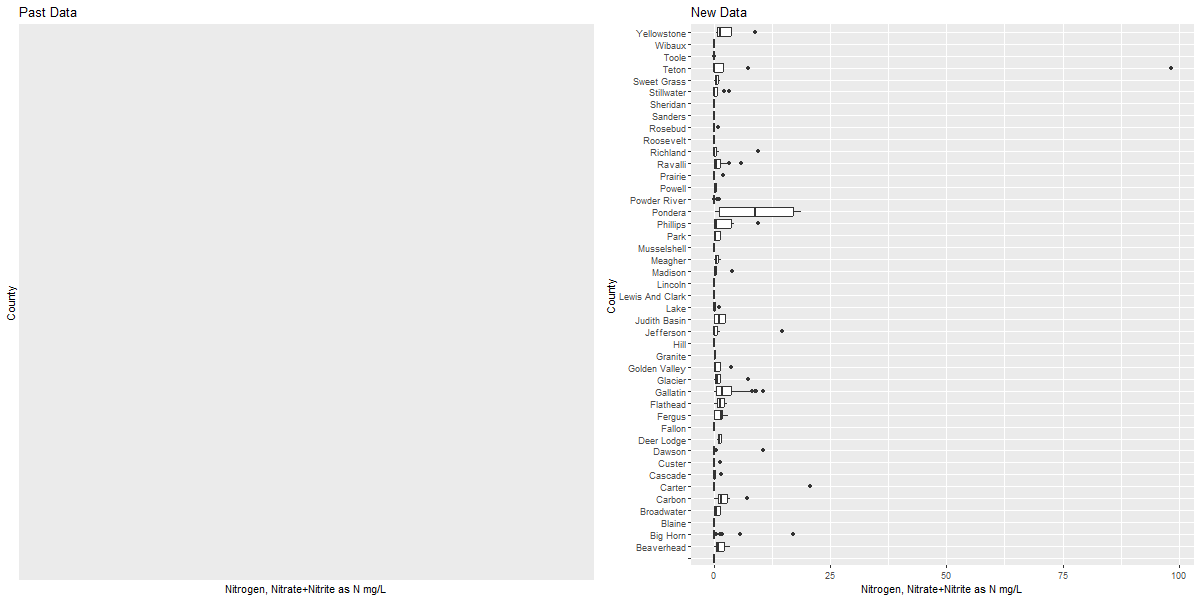 Past Data
County
Nitrogen, Nitrate+Nitrite as N mg/L
New Data
County
Yellowstone
Wibaux
Toole
Teton
Sweet Grass
Stillwater
Sheridan
Sanders
Rosebud
Roosevelt
Richland
Ravalli
Prairie
Powell
Powder River
Pondera
Phillips
Park
Musselshell
Meagher
Madison
Lincoln
Lewis And Clark
Lake
Judith Basin
Jefferson
Hill
Granite
Golden Valley
Glacier
Gallatin
Flathead
Fergus
Fallon
Deer Lodge
Dawson
Custer
Cascade
Carter
Carbon
Broadwater
Blaine
Big Horn
Beaverhead
0 25 50 75 100
Nitrogen, Nitrate+Nitrite as N mg/L